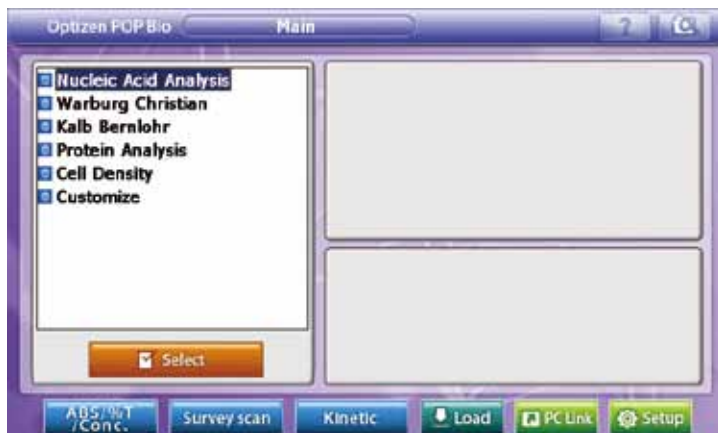 Optizen POP Bio Main ?
Nucleic Acid Analysis
Warburg Christian
Kalb Bernlohr
Protein Analysis
Cell Density
Customize
Select
ABS/%T
/Conc.
Survey scan Kinetic Load PC Link Setup